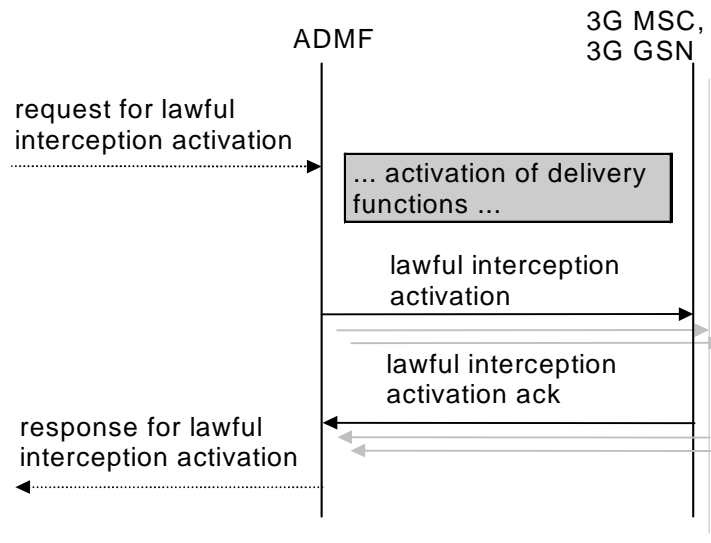 ADMF
3G MSC,
3G GSN
request for lawful
interception activation
... activation of delivery
functions ...
lawful interception
activation
lawful interception
activation ack
response for lawful
interception activation